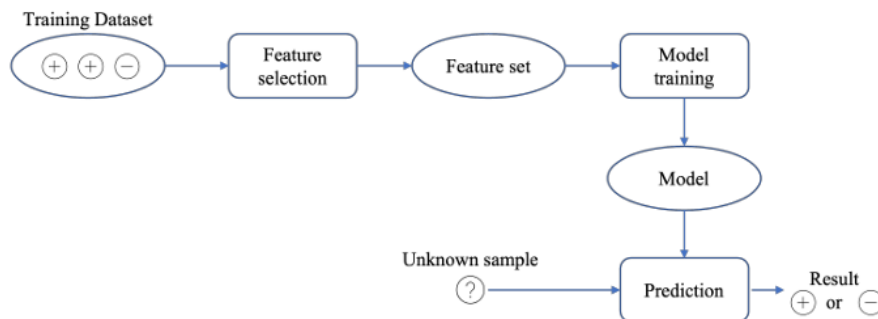 Training Dataset
+ + −
Feature
selection
Feature set
Model
training
Model
Unknown sample
?
Prediction
Result
+ or −